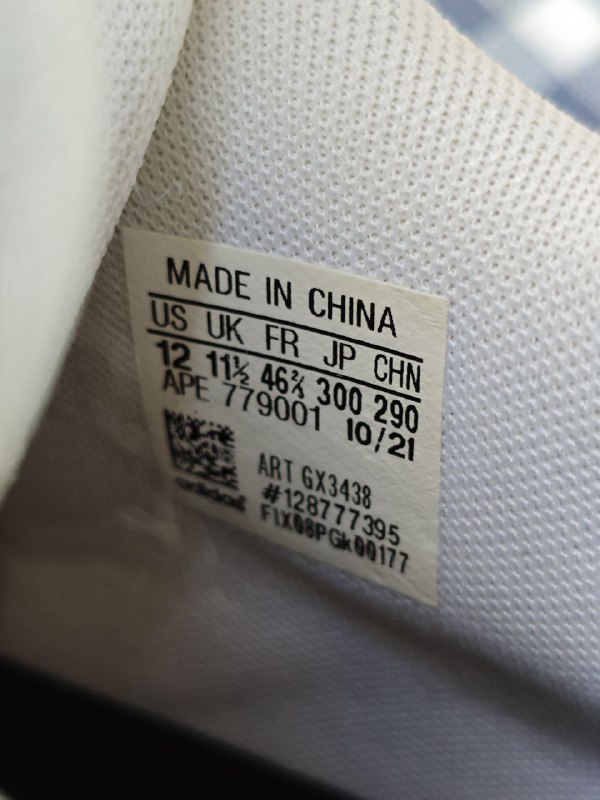 MADE IN CHINA
US UK FR JP CHN
12 11½ 46⅔ 300 290
APE 779001 10/21
ART GX3438
#128777395
adidas
F1X08PGk00177